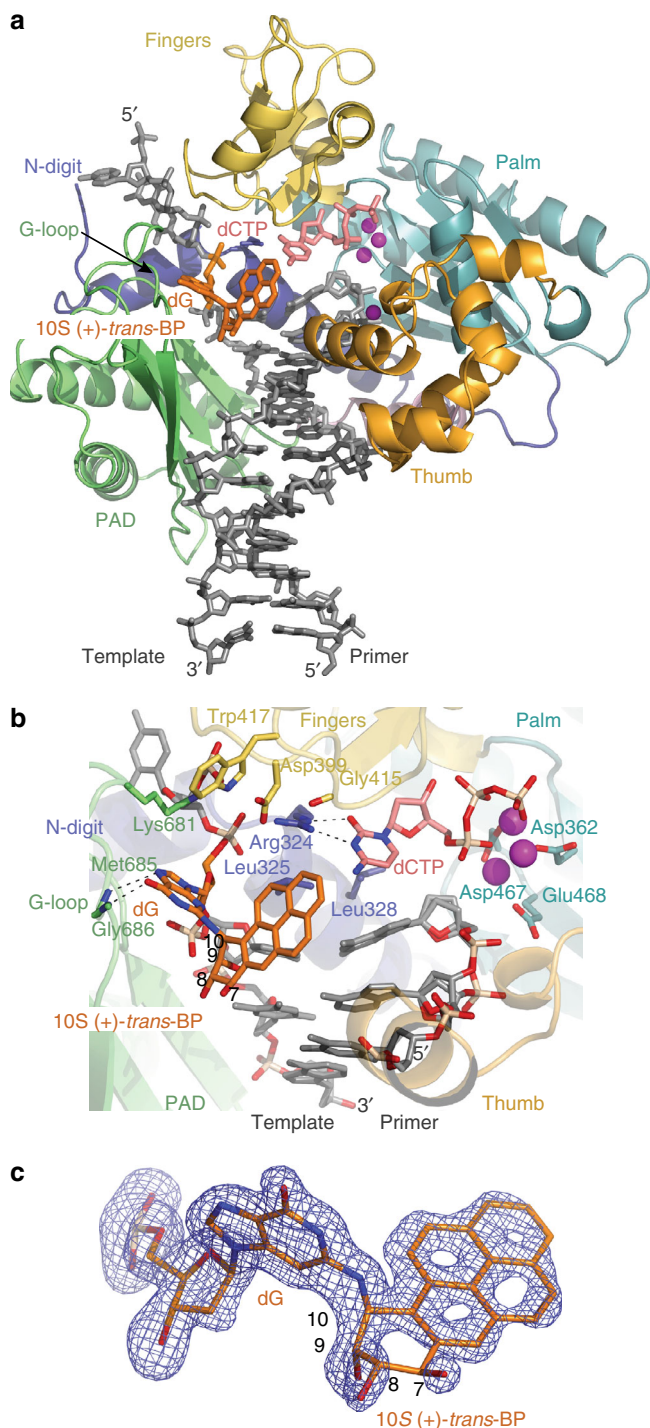 a
Fingers
5′
N-digit
Palm
G-loop
dCTP
dG
10S (+)-trans-BP
Thumb
PAD
Template
Primer
3′
5′
b
Trp417
Fingers
Palm
Asp399
Gly415
Lys681
N-digit
Arg324
Asp362
Met685
Leu325
dCTP
Asp467
G-loop
dG
Leu328
Glu468
Gly686
10
9
8
7
10S (+)-trans-BP
5′
PAD
3′
Template
Primer
Thumb
c
dG
10
9
8
7
10S (+)-trans-BP